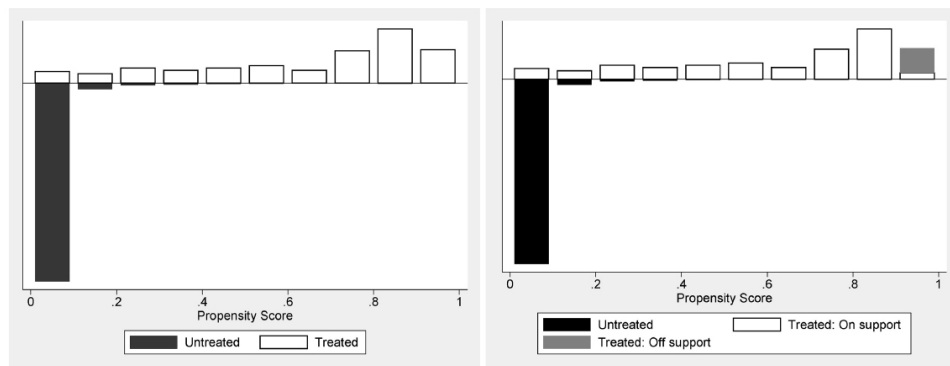 0 .2 .4 .6 .8 1
Propensity Score
Untreated Treated
0 .2 .4 .6 .8 1
Propensity Score
Untreated Treated: On support
Treated: Off support